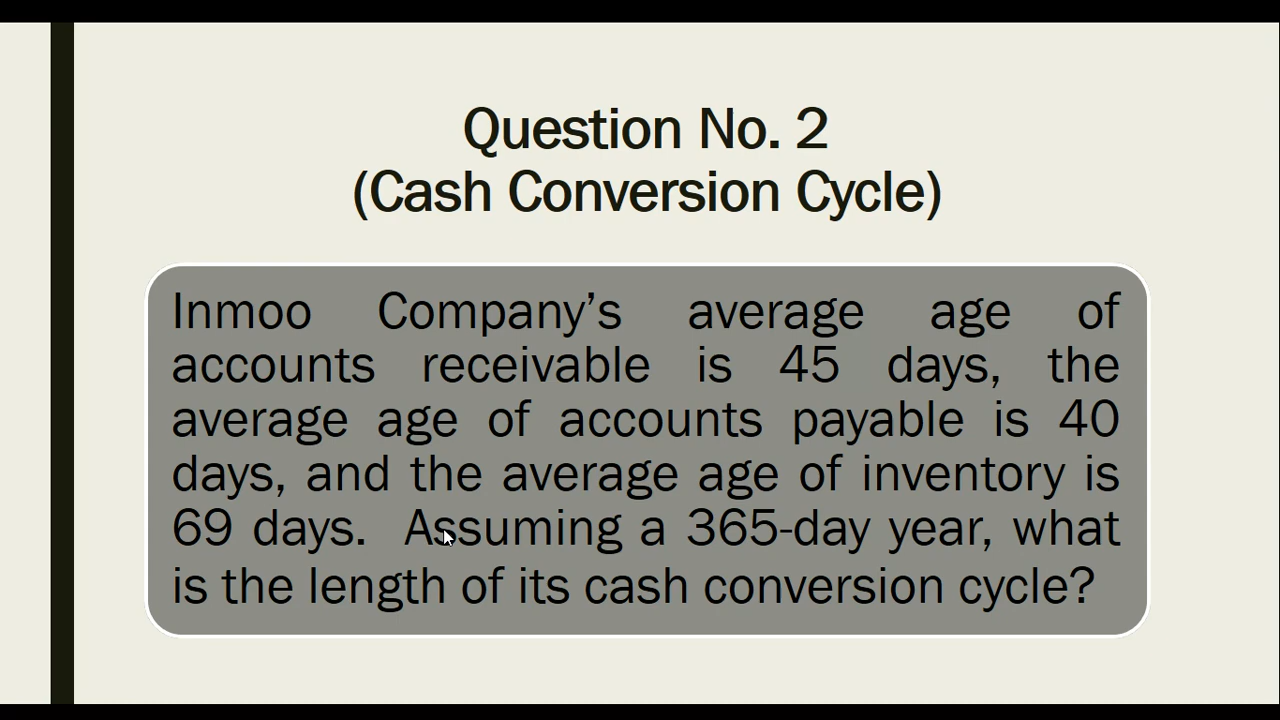 Question No. 2
(Cash Conversion Cycle)
Inmoo Company’s average age of
accounts receivable is 45 days, the
average age of accounts payable is 40
days, and the average age of inventory is
69 days. Assuming a 365-day year, what
is the length of its cash conversion cycle?